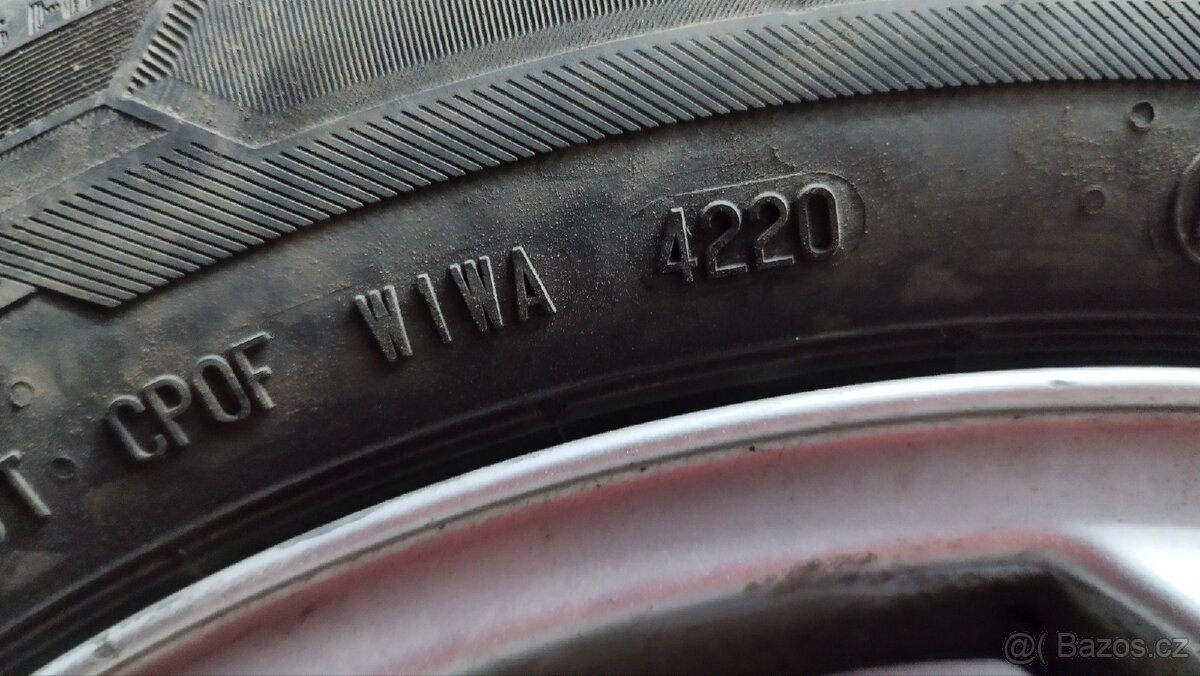 CPOF W1WA 4220
@( Bazos.cz